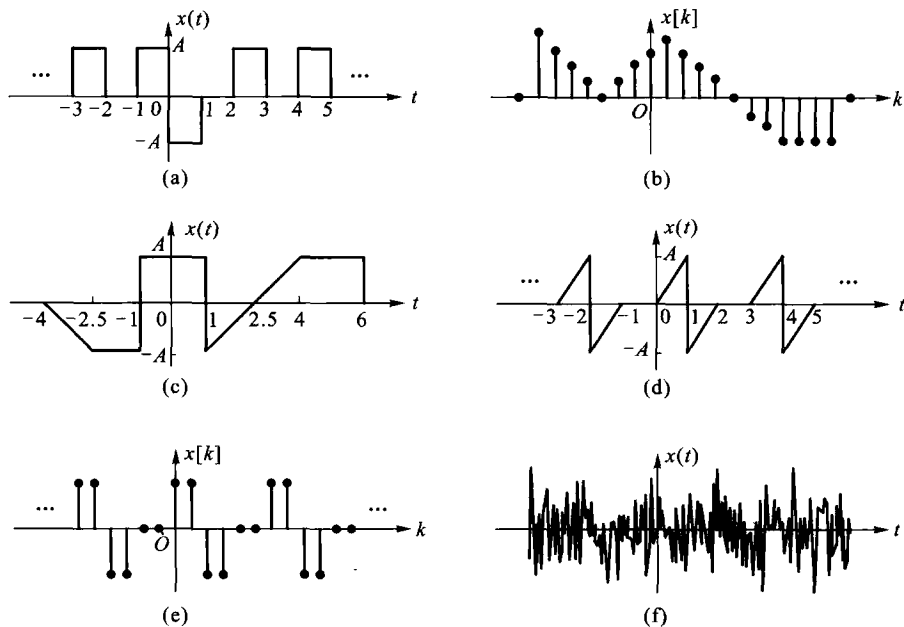 x(t)
A
... −3 −2 −1 0 1 2 3 4 5 ... t
−A
(a)
x[k]
O k
(b)
x(t)
A
−4 −2.5 −1 0 1 2.5 4 6 t
−A
(c)
x(t)
A
... ...
−3 −2 −1 0 1 2 3 4 5 t
−A
(d)
x[k]
... ...
O k
(e)
x(t)
t
(f)